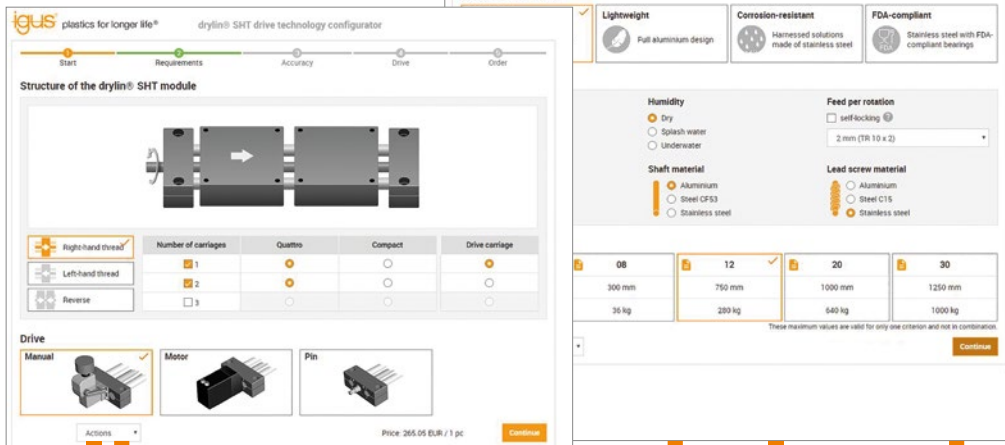 igus® plastics for longer life® drylin® SHT drive technology configurator
1 2 3 4 5
Start Requirements Accuracy Drive Order
Structure of the drylin® SHT module
Right-hand thread
Left-hand thread
Reverse
Number of carriages Quattro Compact Drive carriage
1
2
3
Drive
Manual Motor Pin
Actions Price: 265.05 EUR / 1 pc Continue
Lightweight Corrosion-resistant FDA-compliant
Full aluminium design
Harnessed solutions
made of stainless steel
FDA
Stainless steel with FDA-
compliant bearings
Humidity
Dry
Splash water
Underwater
Feed per rotation
self-locking
2 mm (TR 10 x 2)
Shaft material
Aluminium
Steel CF53
Stainless steel
Lead screw material
Aluminium
Steel C15
Stainless steel
08 12 20 30
300 mm 750 mm 1000 mm 1250 mm
36 kg 280 kg 640 kg 1000 kg
These maximum values are valid for only one criterion and not in combination.
Continue